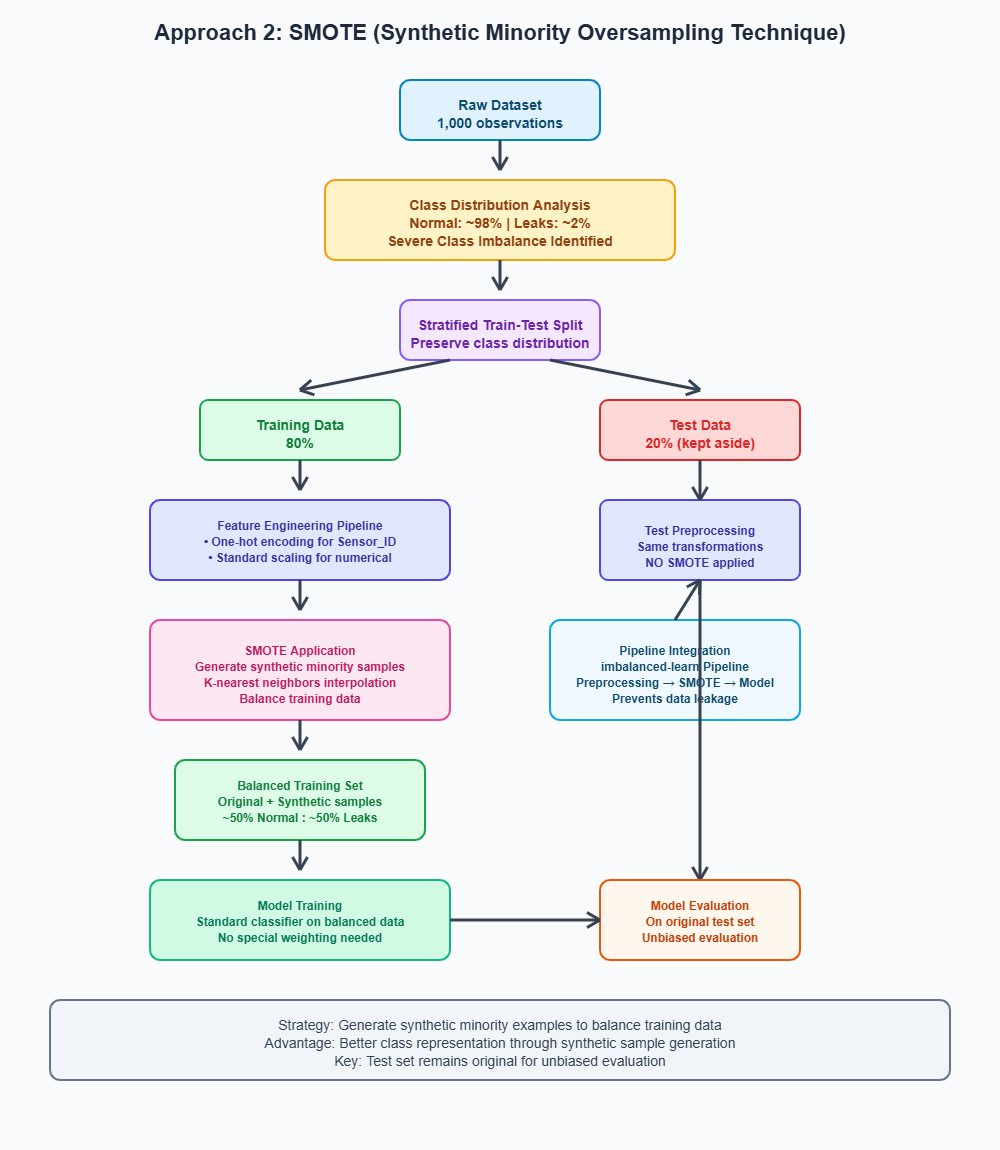 Approach 2: SMOTE (Synthetic Minority Oversampling Technique)
Raw Dataset
1,000 observations
Class Distribution Analysis
Normal: ~98% | Leaks: ~2%
Severe Class Imbalance Identified
Stratified Train-Test Split
Preserve class distribution
Training Data
80%
Test Data
20% (kept aside)
Feature Engineering Pipeline
• One-hot encoding for Sensor_ID
• Standard scaling for numerical
Test Preprocessing
Same transformations
NO SMOTE applied
SMOTE Application
Generate synthetic minority samples
K-nearest neighbors interpolation
Balance training data
Pipeline Integration
imbalanced-learn Pipeline
Preprocessing → SMOTE → Model
Prevents data leakage
Balanced Training Set
Original + Synthetic samples
~50% Normal : ~50% Leaks
Model Training
Standard classifier on balanced data
No special weighting needed
Model Evaluation
On original test set
Unbiased evaluation
Strategy: Generate synthetic minority examples to balance training data
Advantage: Better class representation through synthetic sample generation
Key: Test set remains original for unbiased evaluation